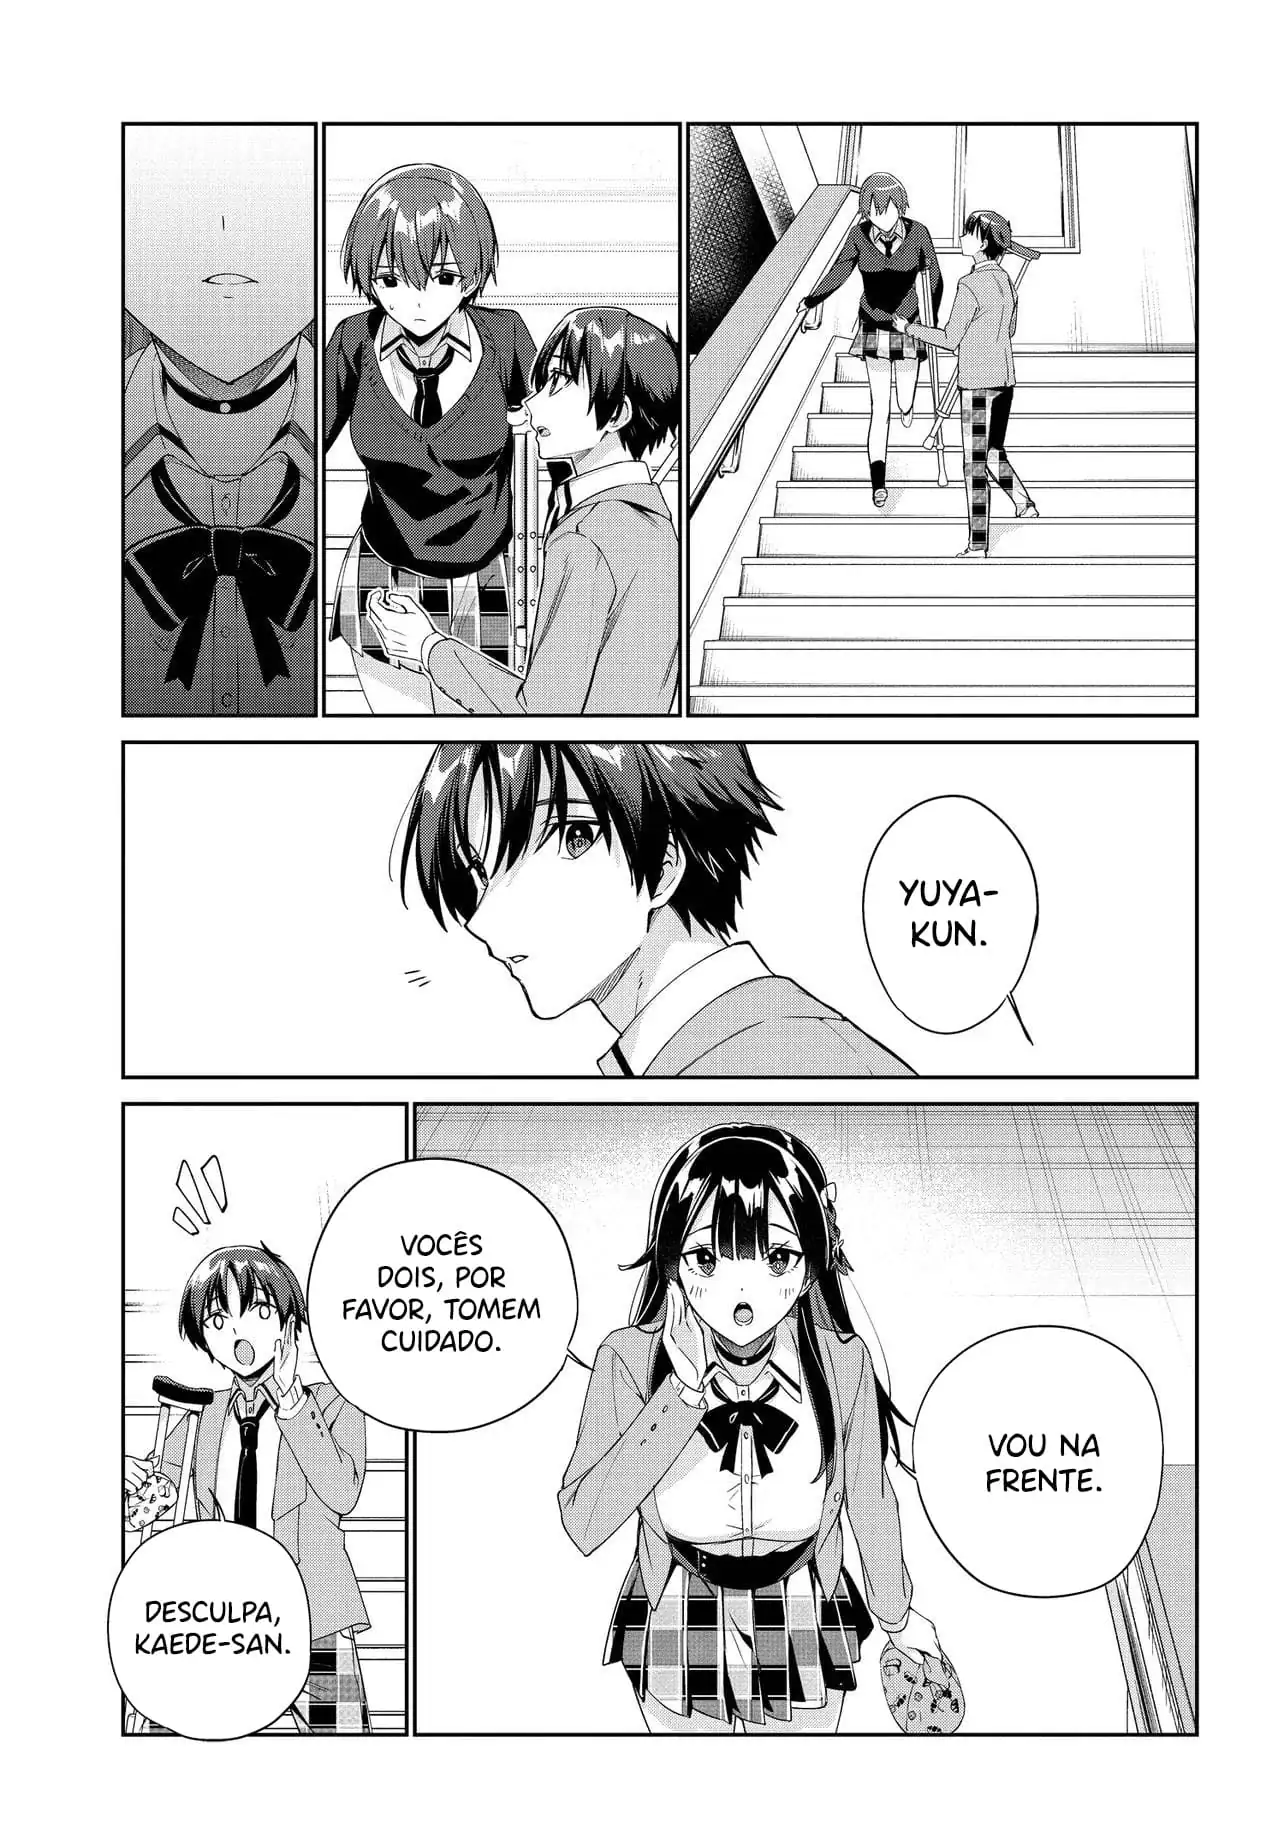 YUYA-
KUN.
VOU NA
FRENTE.
VOCÊS
DOIS, POR
FAVOR, TOMEM
CUIDADO.
DESCULPA,
KAEDE-SAN.